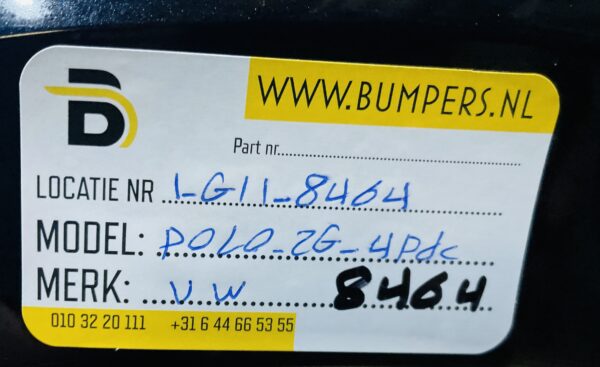 WWW.BUMPERS.NL
Part nr.
LOCATIE NR 1-G11-8464
MODEL: POLO-2G-4Pdc
MERK: VW 8464
010 32 20 111 +31 6 44 66 53 55